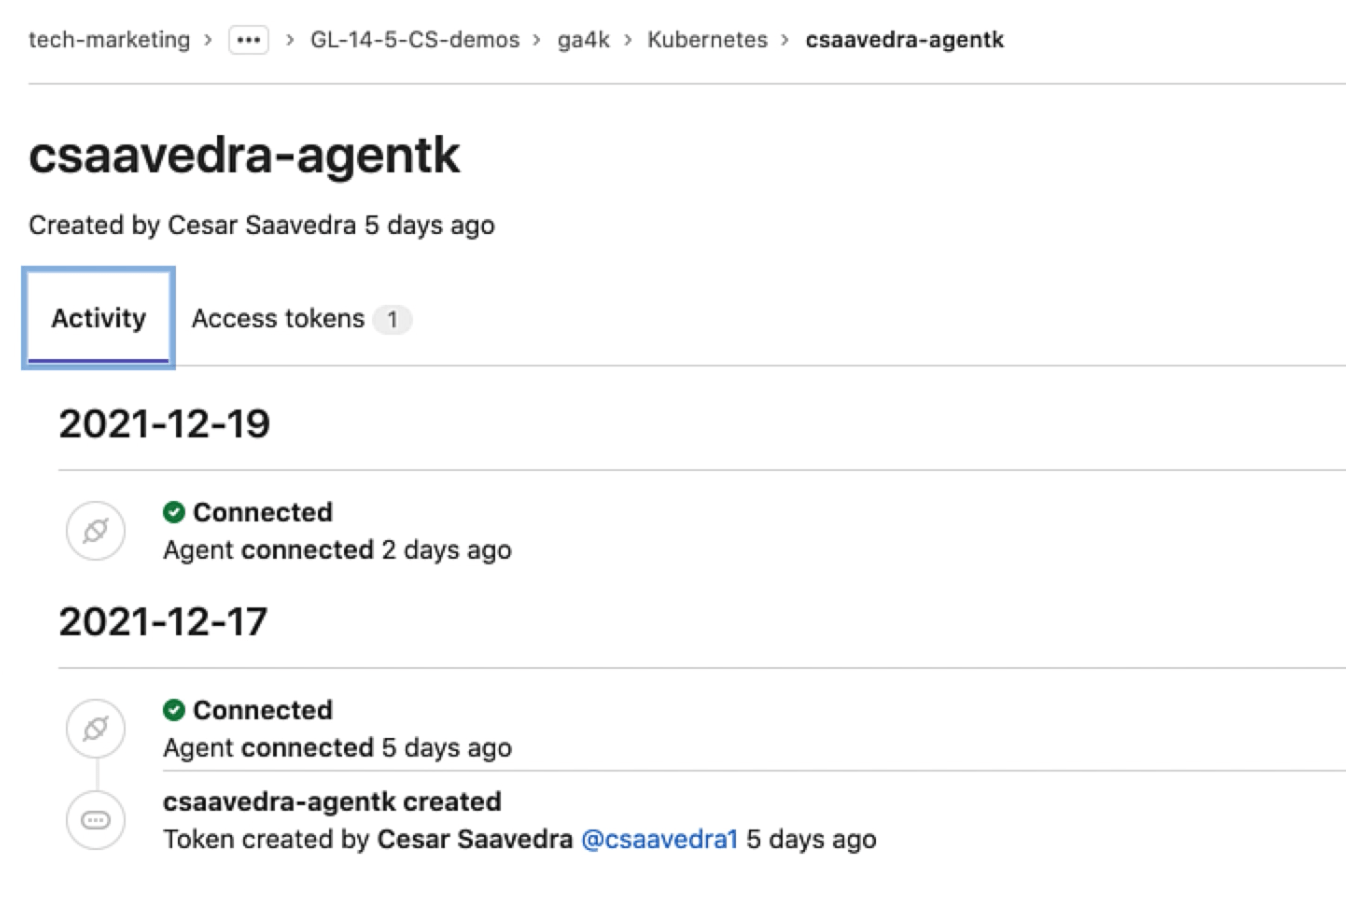 tech-marketing > ... > GL-14-5-CS-demos > ga4k > Kubernetes > csaavedra-agentk
csaavedra-agentk
Created by Cesar Saavedra 5 days ago
Activity Access tokens 1
2021-12-19
Connected
Agent connected 2 days ago
2021-12-17
Connected
Agent connected 5 days ago
csaavedra-agentk created
Token created by Cesar Saavedra @csaavedra1 5 days ago